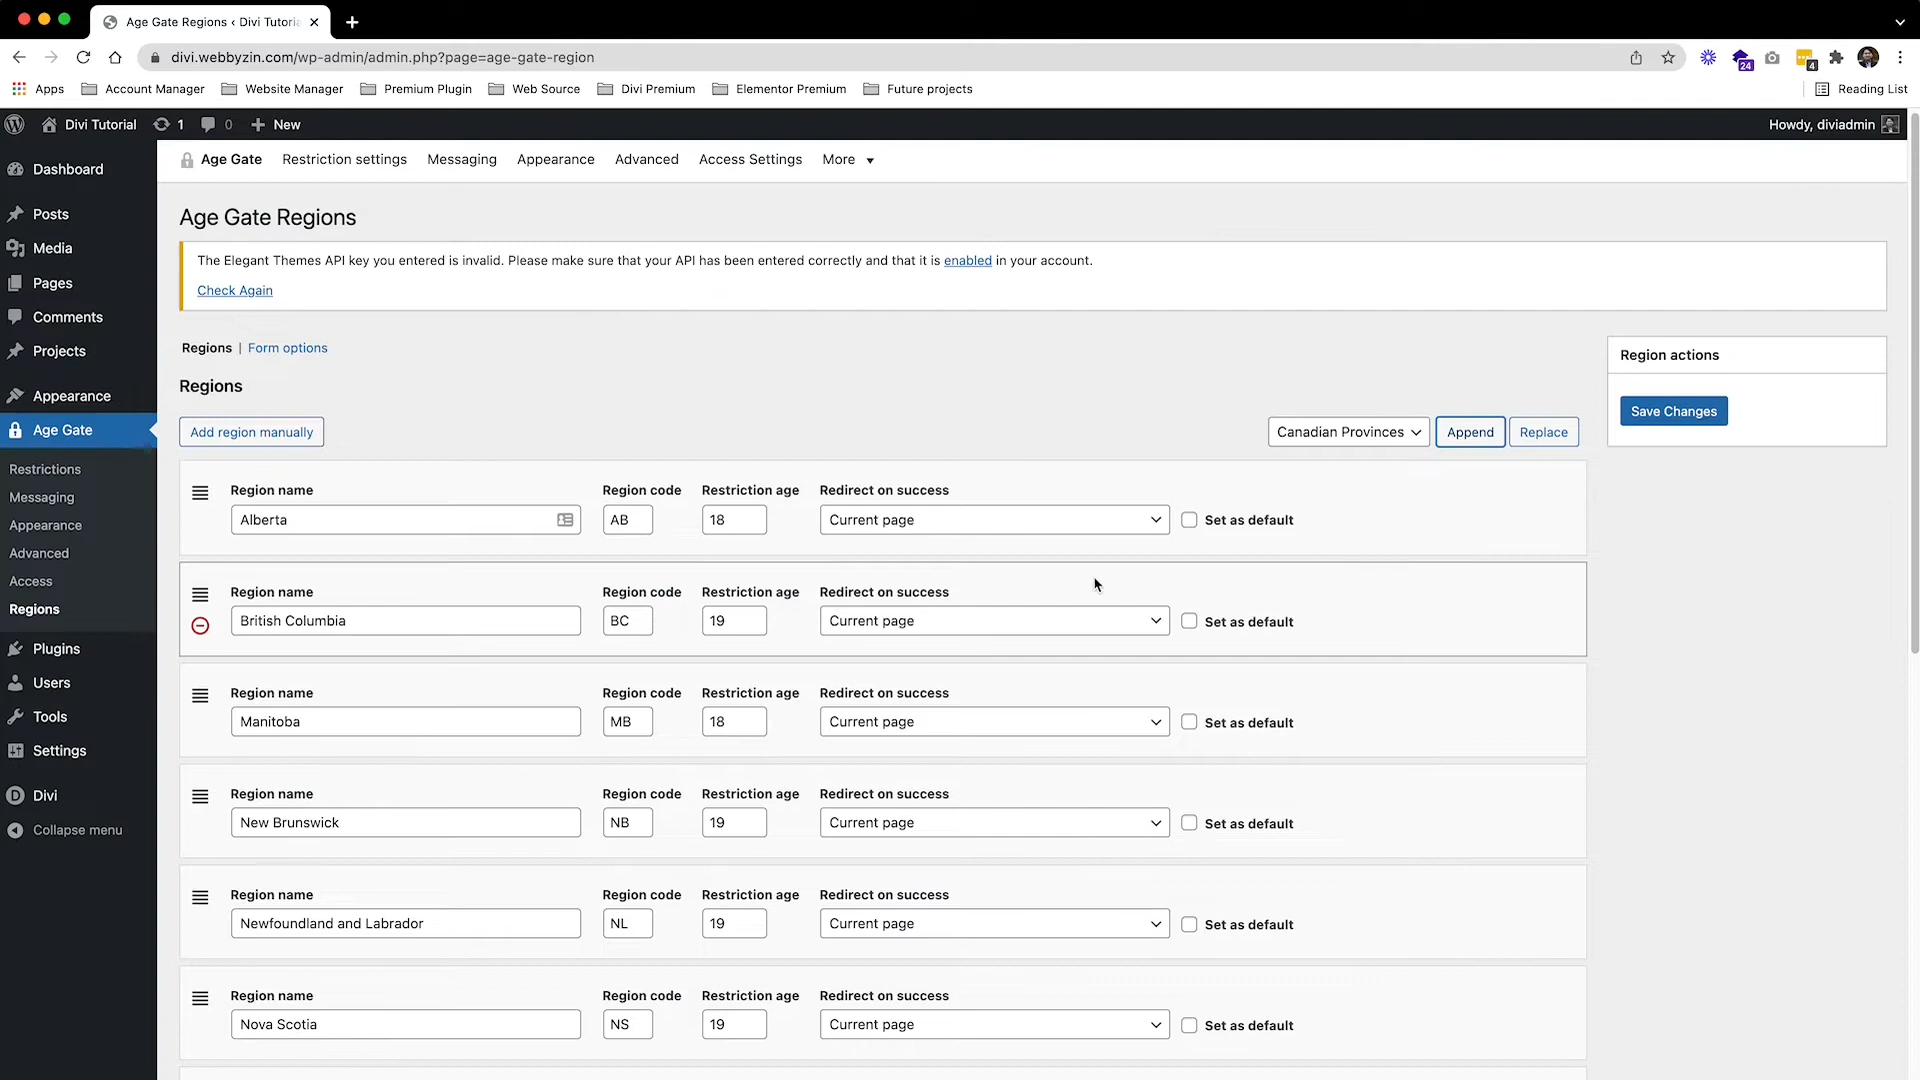 Age Gate Regions ‹ Divi Tutoria
divi.webbyzin.com/wp-admin/admin.php?page=age-gate-region
24
4
Apps Account Manager Website Manager Premium Plugin Web Source Divi Premium Elementor Premium Future projects Reading List
Divi Tutorial 1 0 New Howdy, diviadmin
Dashboard
Posts
Media
Pages
Comments
Projects
Appearance
Age Gate
Restrictions
Messaging
Appearance
Advanced
Access
Regions
Plugins
Users
Tools
Settings
Divi
Collapse menu
Age Gate Restriction settings Messaging Appearance Advanced Access Settings More
Age Gate Regions
The Elegant Themes API key you entered is invalid. Please make sure that your API has been entered correctly and that it is enabled in your account.
Check Again
Regions | Form options
Regions
Add region manually Canadian Provinces Append Replace
Region name Region code Restriction age Redirect on success
Alberta AB 18 Current page Set as default
Region name Region code Restriction age Redirect on success
British Columbia BC 19 Current page Set as default
Region name Region code Restriction age Redirect on success
Manitoba MB 18 Current page Set as default
Region name Region code Restriction age Redirect on success
New Brunswick NB 19 Current page Set as default
Region name Region code Restriction age Redirect on success
Newfoundland and Labrador NL 19 Current page Set as default
Region name Region code Restriction age Redirect on success
Nova Scotia NS 19 Current page Set as default
Region actions
Save Changes